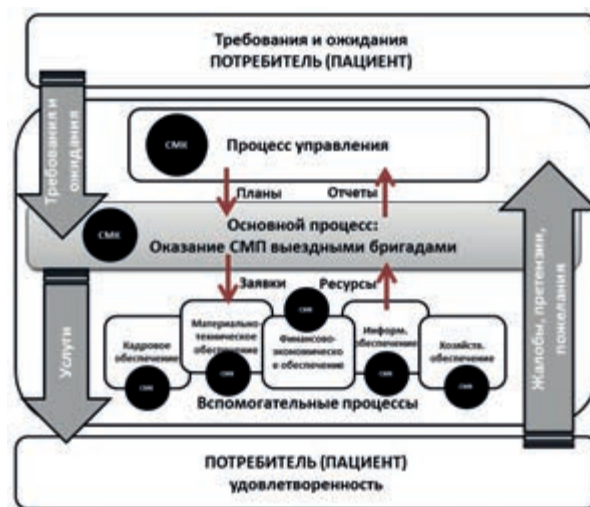 Требования и ожидания
ПОТРЕБИТЕЛЬ (ПАЦИЕНТ)
Требования и
ожидания
СМК
Процесс управления
Планы
Отчеты
СМК
Основной процесс:
Оказание СМП выездными бригадами
Заявки
Ресурсы
Кадровое
обеспечение
СМК
Материально-
техническое
обеспечение
СМК
СМК
Финансово-
экономическо
е обеспечение
Информ.
обеспечение
СМК
Хозяйств.
обеспечение
СМК
Вспомогательные процессы
Услуги
Жалобы, претензии,
пожелания
ПОТРЕБИТЕЛЬ (ПАЦИЕНТ)
удовлетворенность